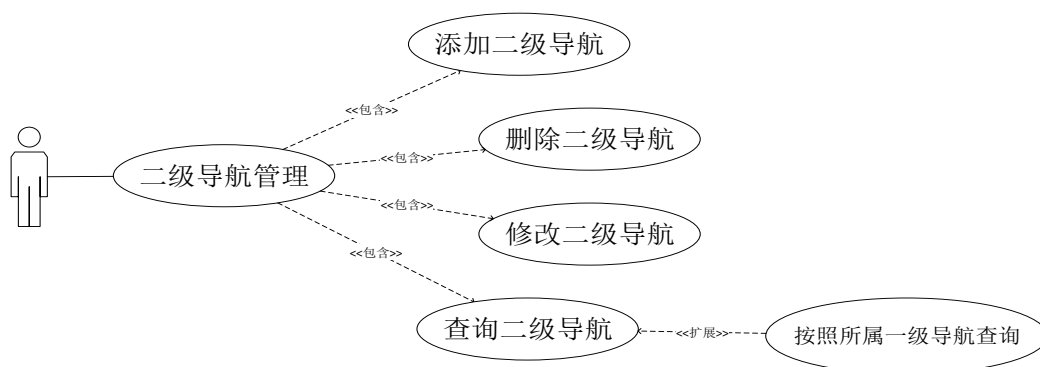 添加二级导航
<<包含>>
删除二级导航
<<包含>>
二级导航管理
<<包含>>
修改二级导航
<<包含>>
查询二级导航
<<扩展>>
按照所属一级导航查询